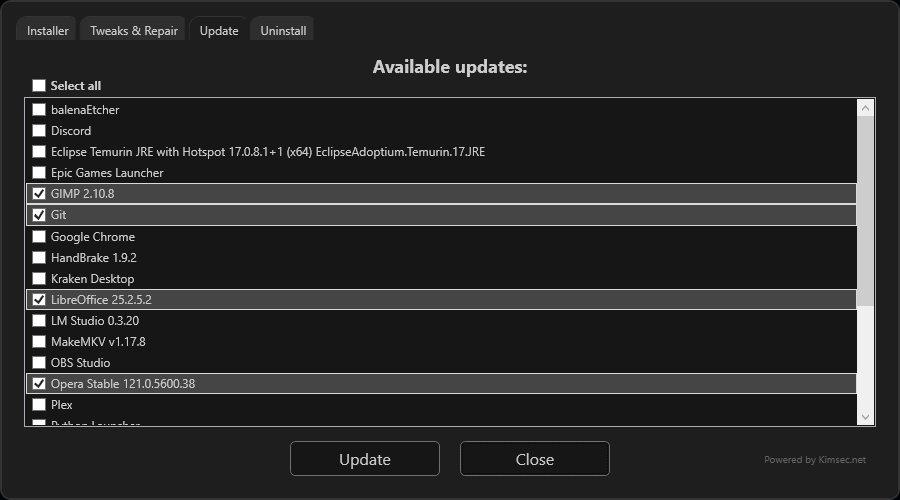 Installer
Tweaks & Repair
Update
Uninstall
Available updates:
Select all
balenaEtcher
Discord
Eclipse Temurin JRE with Hotspot 17.0.8.1+1 (x64) EclipseAdoptium.Temurin.17.JRE
Epic Games Launcher
GIMP 2.10.8
Git
Google Chrome
HandBrake 1.9.2
Kraken Desktop
LibreOffice 25.2.5.2
LM Studio 0.3.20
MakeMKV v1.17.8
OBS Studio
Opera Stable 121.0.5600.38
Plex
Python Launcher
Update
Close
Powered by Kimsec.net